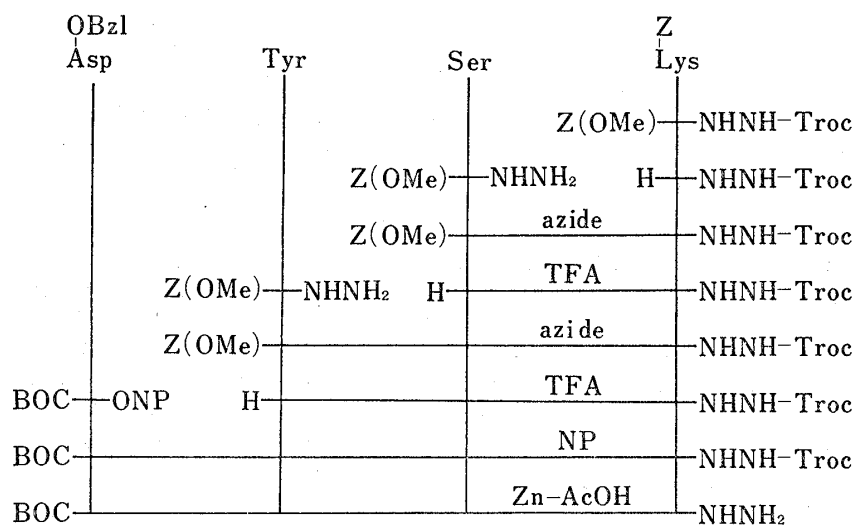 OBzl Z
Asp Tyr Ser Lys
Z(OMe) NHNH-Troc
Z(OMe) NHNH₂ H NHNH-Troc
azide
Z(OMe) NHNH-Troc
TFA
Z(OMe) NHNH₂ H NHNH-Troc
azide
Z(OMe) NHNH-Troc
TFA
BOC ONP H NHNH-Troc
NP
BOC NHNH-Troc
Zn-AcOH
BOC NHNH₂